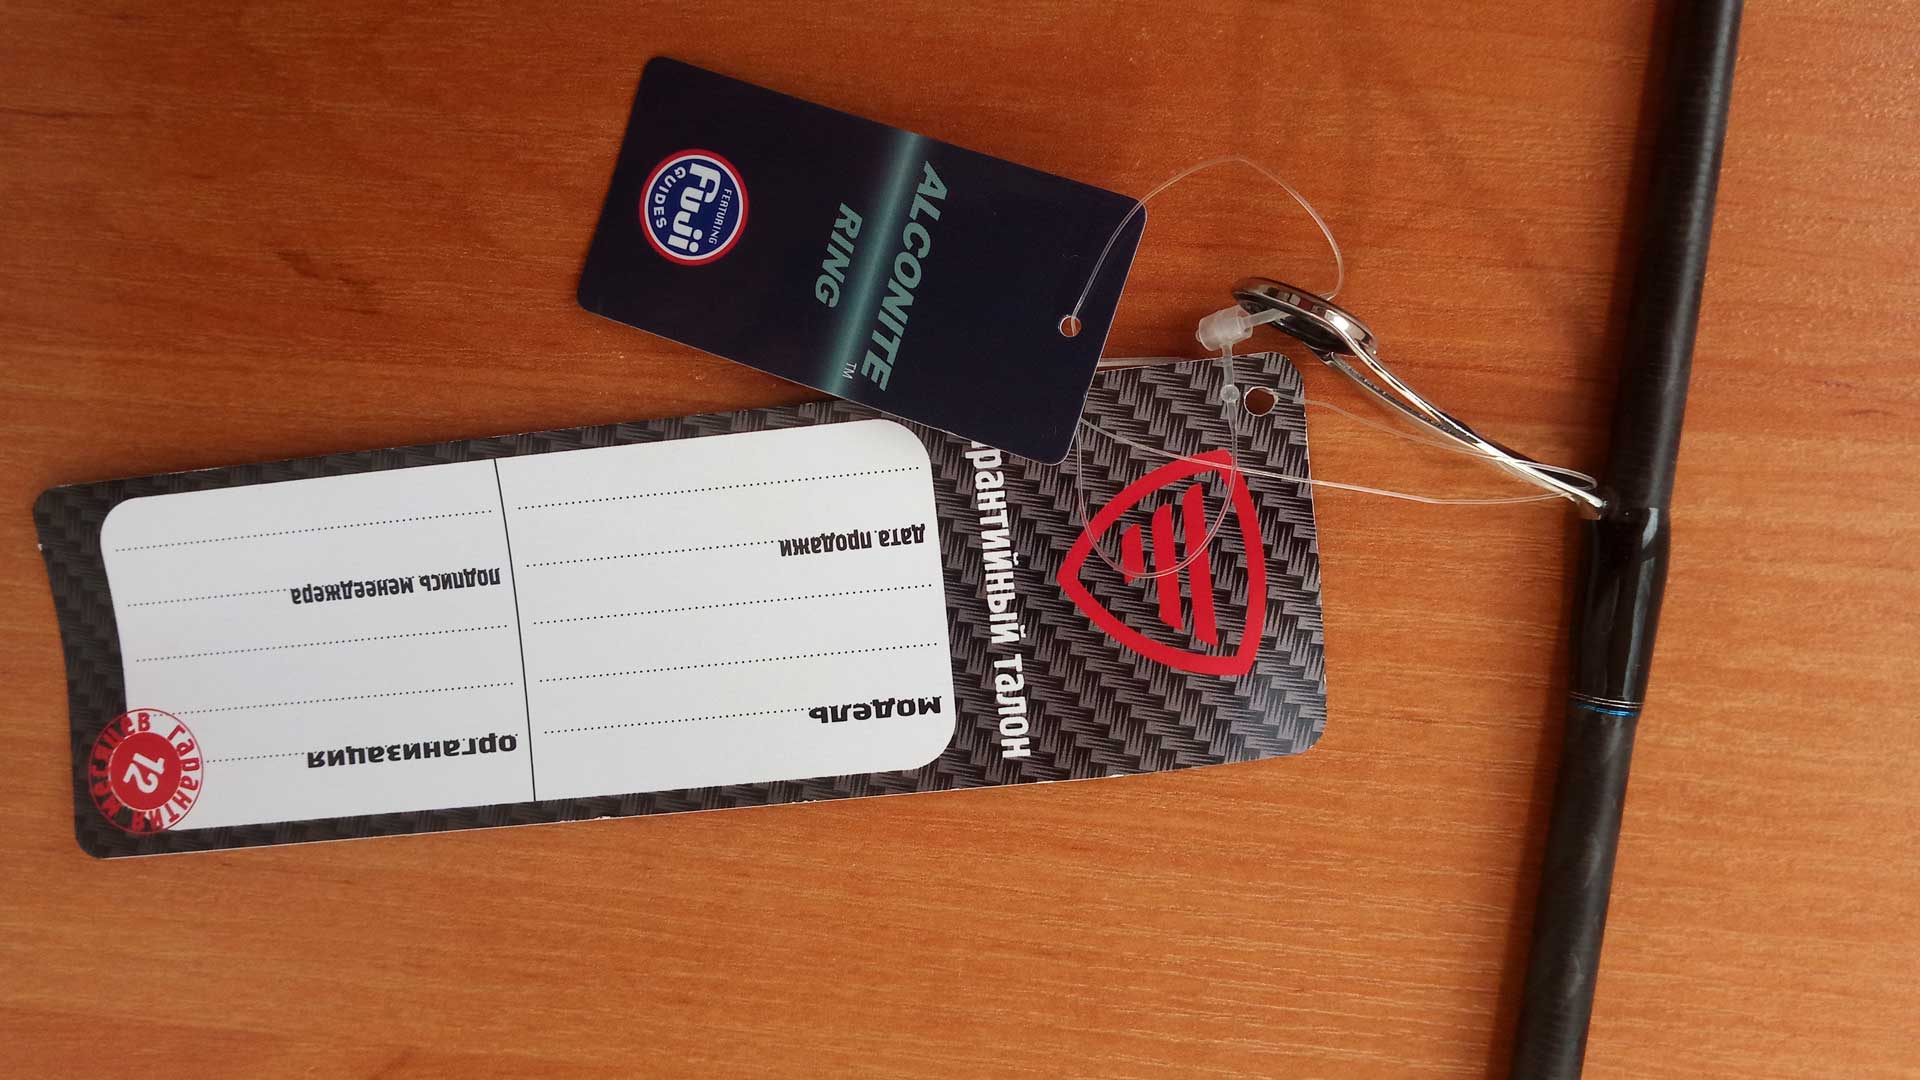 FEATURING
Fuji
GUIDES
ALCONITE
RING
TM
рантийный талон
модель
дата продажи
организация
подпись менеджера
гарантия
12